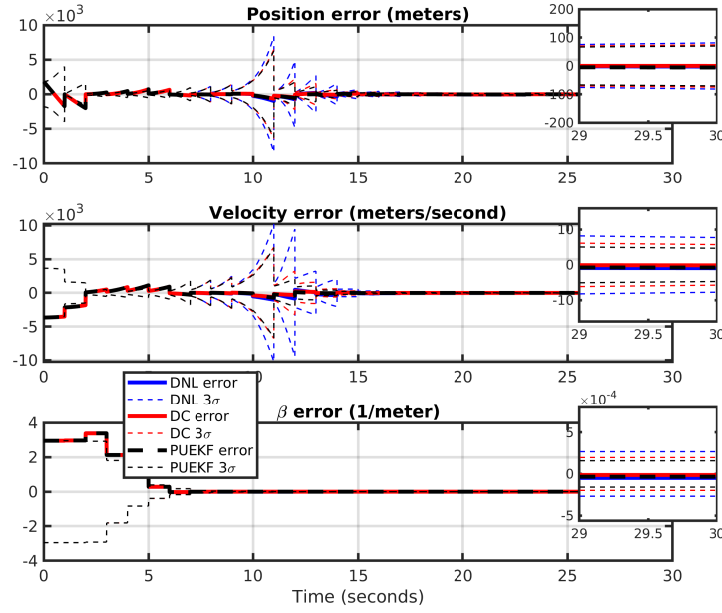 Position error (meters)
×10³
10
5
0
-5
-10
0 5 10 15 20 25 30
200
100
0
-100
-200
29 29.5 30
Velocity error (meters/second)
×10³
10
5
0
-5
-10
0 5 10 15 20 25 30
10
0
-10
29 29.5 30
β error (1/meter)
4
2
0
-2
-4
0 5 10 15 20 25 30
×10⁻⁴
5
0
-5
29 29.5 30
DNL error
DNL 3σ
DC error
DC 3σ
PUEKF error
PUEKF 3σ
Time (seconds)